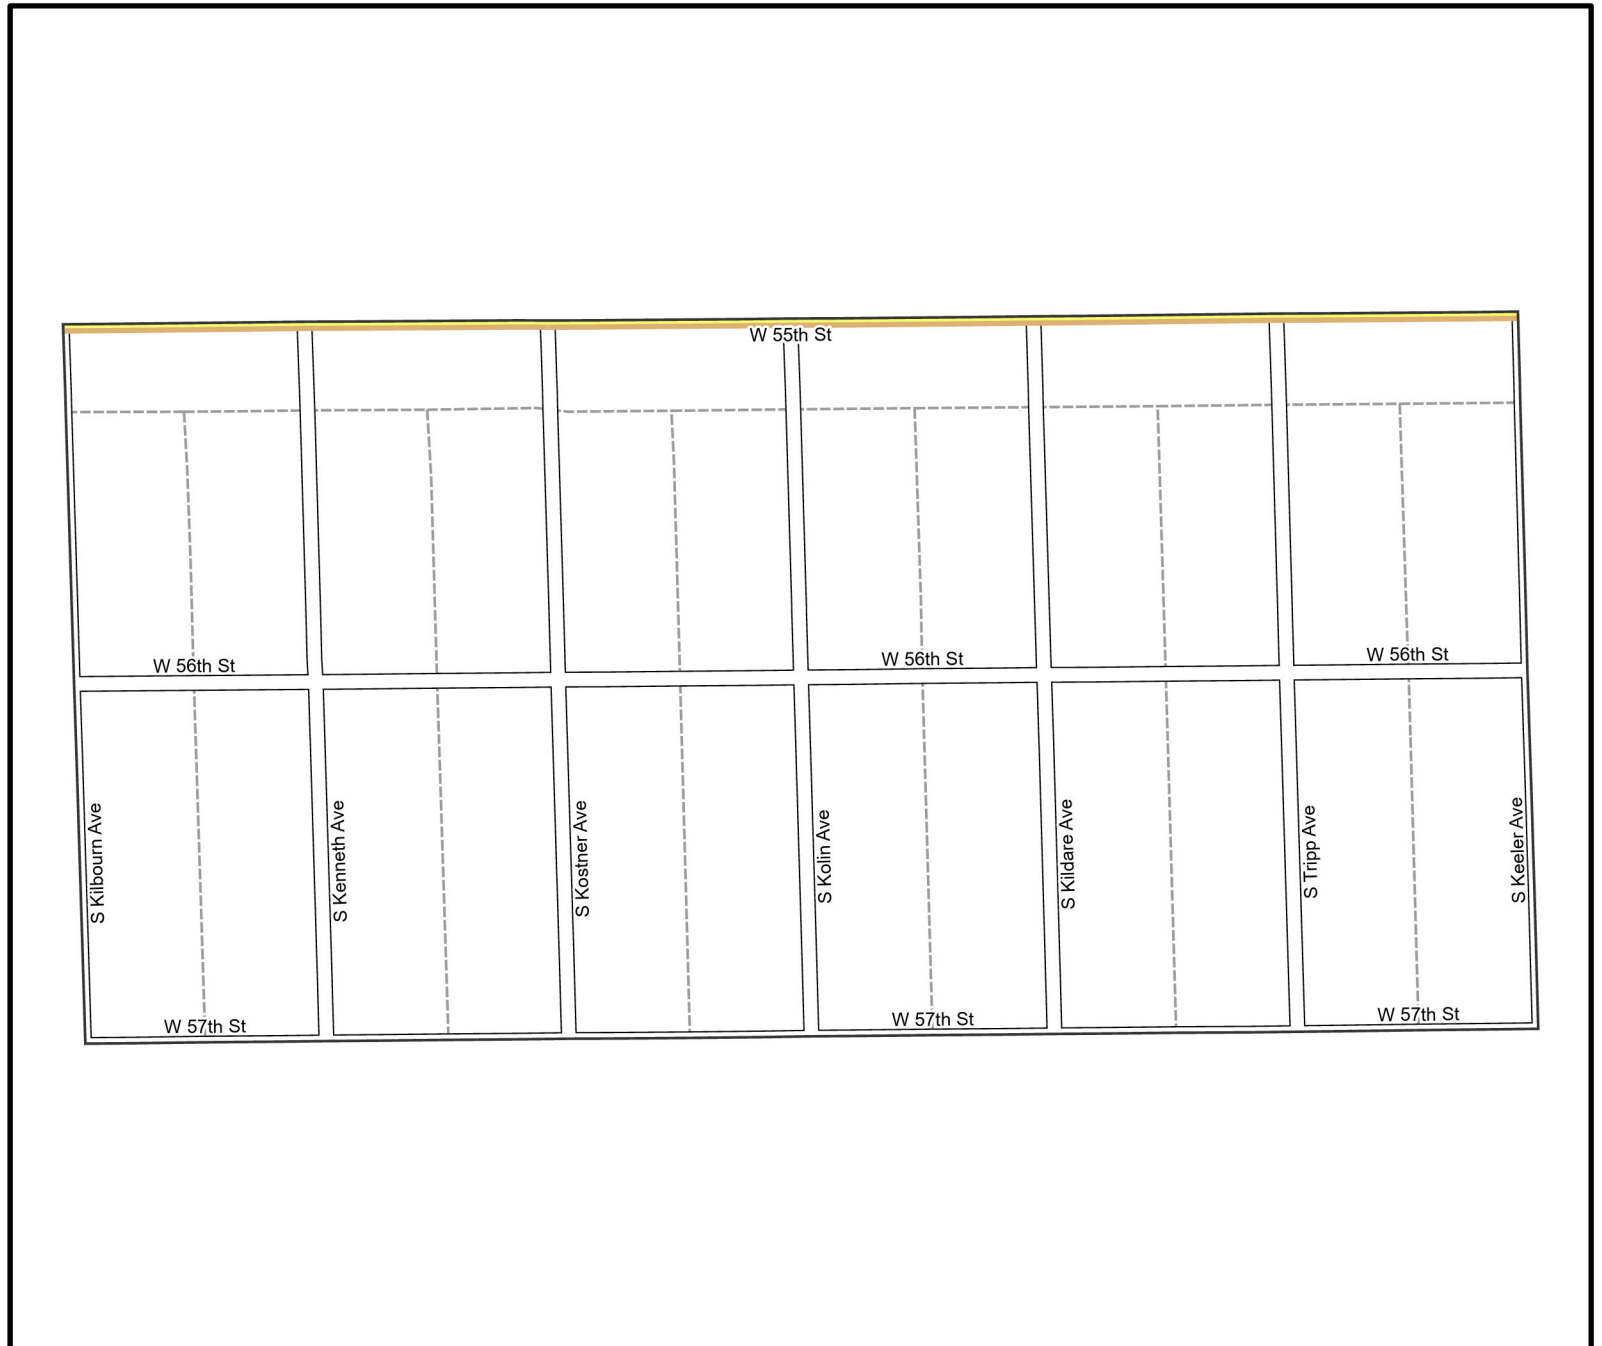 W 55th St
W 56th St
W 56th St
W 56th St
S Kilbourn Ave
S Kenneth Ave
S Kostner Ave
S Kolin Ave
S Kildare Ave
S Tripp Ave
S Keeler Ave
W 57th St
W 57th St
W 57th St